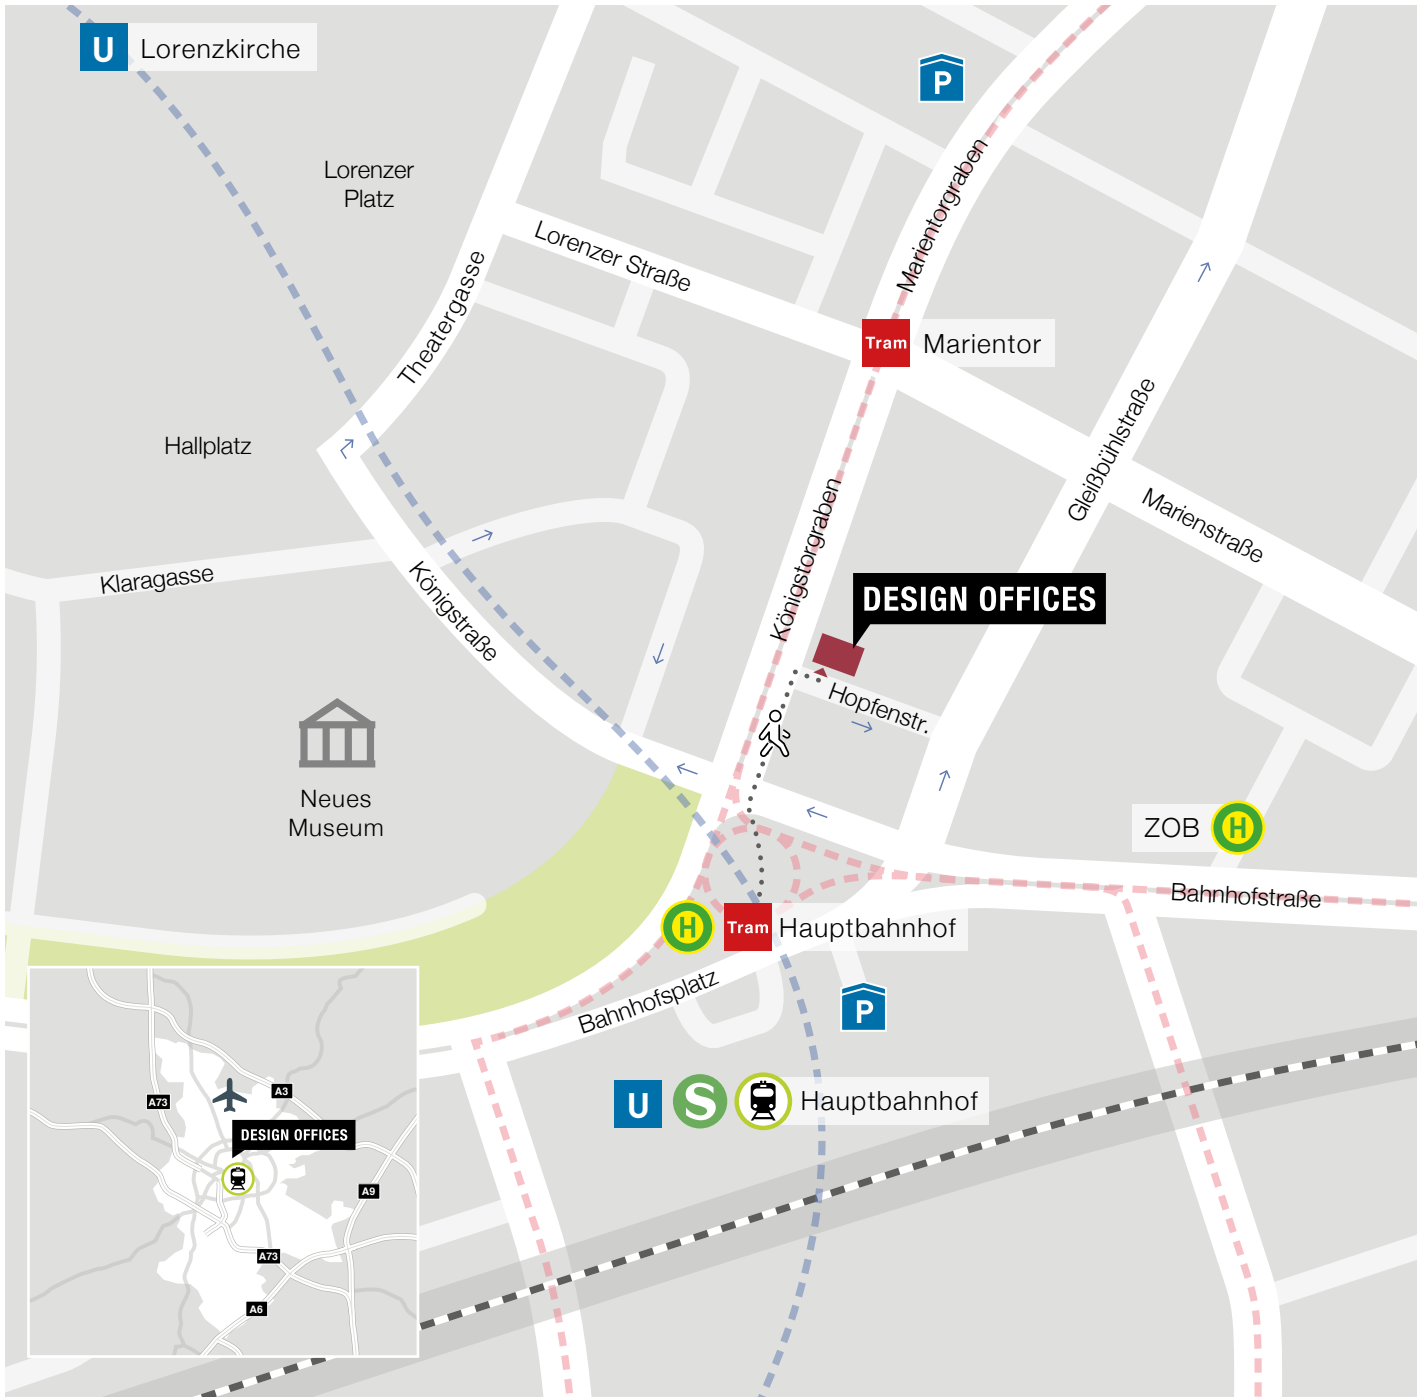 U Lorenzkirche
P
Lorenzer
Platz
Lorenzer Straße
Marientorgraben
Theatergasse
Tram Marientor
Hallplatz
Gleißbühlstraße
Marienstraße
Königstorgraben
Klaragasse
Königstraße
DESIGN OFFICES
Hopfenstr.
Neues
Museum
ZOB H
Bahnhofstraße
H Tram Hauptbahnhof
Bahnhofsplatz
P
U S Hauptbahnhof
A3
A73
DESIGN OFFICES
A9
A73
A6